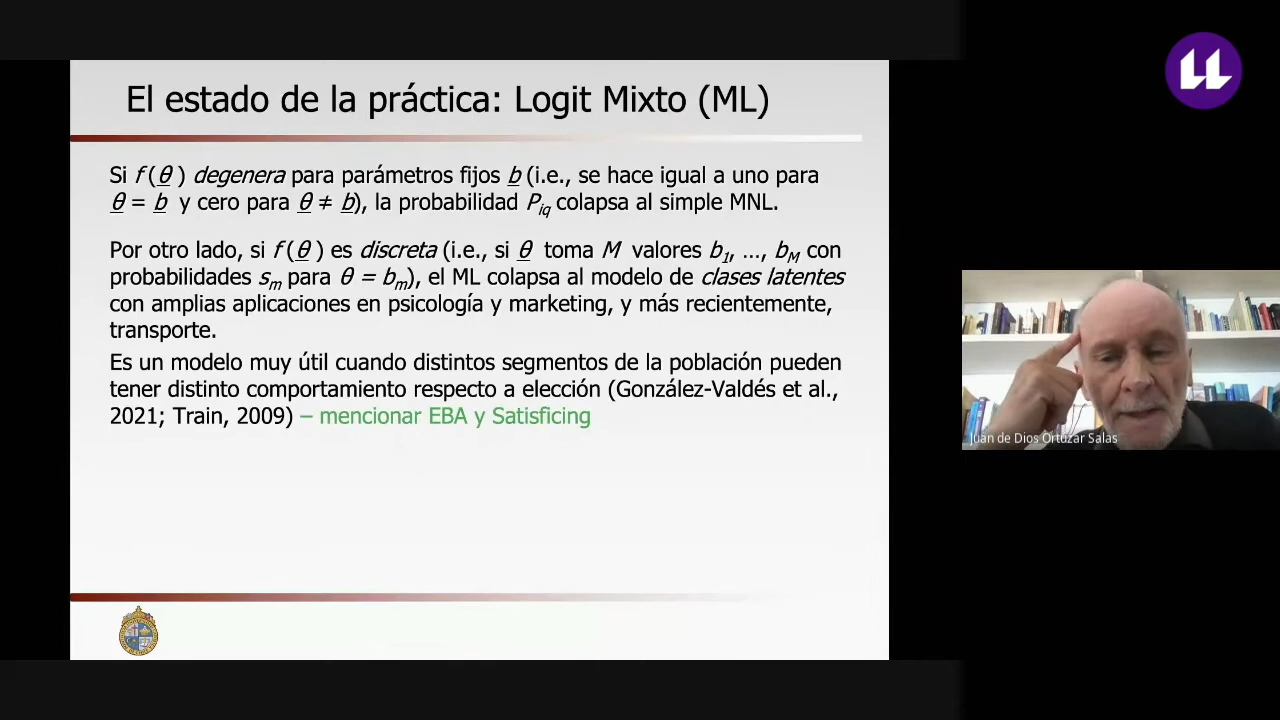 El estado de la práctica: Logit Mixto (ML)
Si f (θ ) degenera para parámetros fijos b (i.e., se hace igual a uno para
θ = b y cero para θ ≠ b), la probabilidad Piq colapsa al simple MNL.
Por otro lado, si f (θ ) es discreta (i.e., si θ toma M valores b1, ..., bM con
probabilidades sm para θ = bm), el ML colapsa al modelo de clases latentes
con amplias aplicaciones en psicología y marketing, y más recientemente,
transporte.
Es un modelo muy útil cuando distintos segmentos de la población pueden
tener distinto comportamiento respecto a elección (González-Valdés et al.,
2021; Train, 2009) – mencionar EBA y Satisficing
Juan de Dios Ortúzar Salas